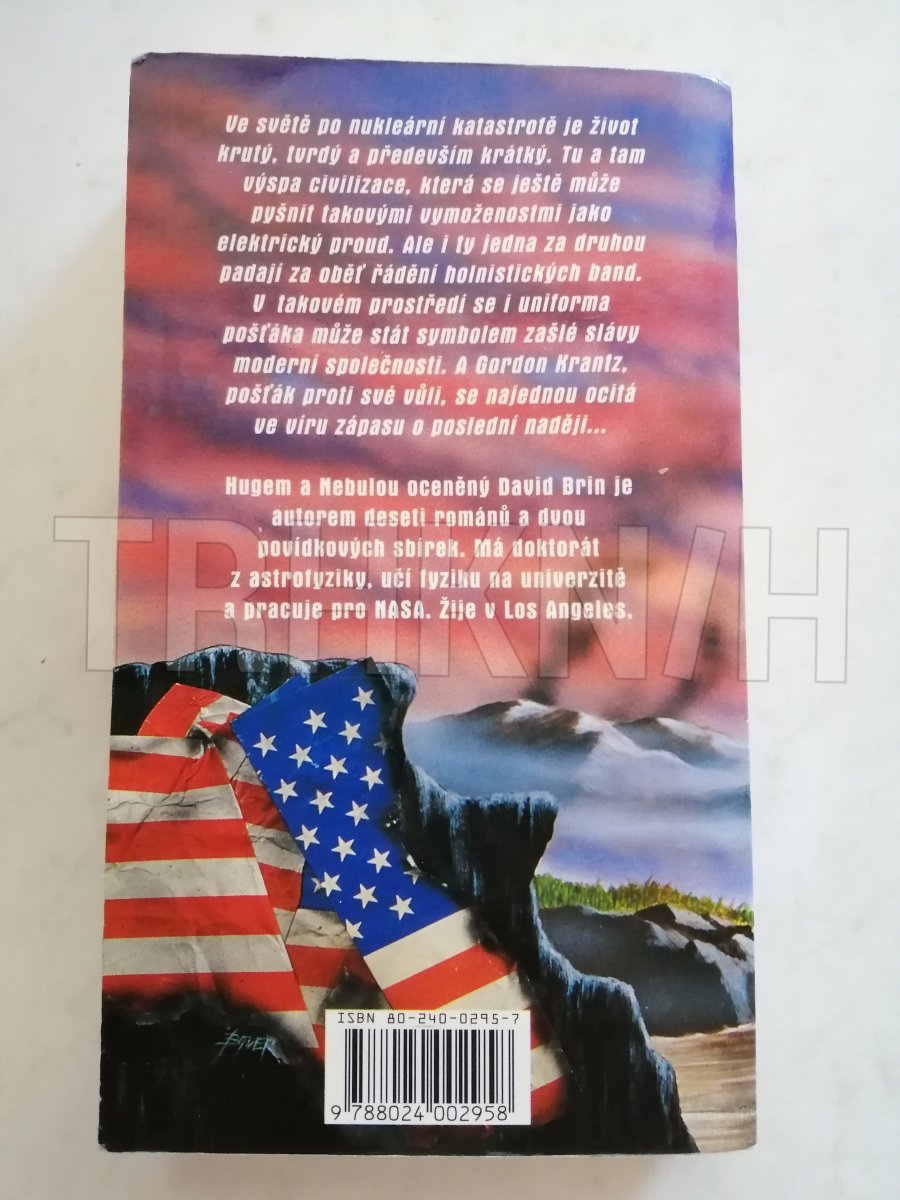 Ve světě po nukleární katastrofě je život
krutý, tvrdý a především krátký. Tu a tam
výspa civilizace, která se ještě může
pyšnit takovými vymoženostmi jako
elektrický proud. Ale i ty jedna za druhou
padají za oběť řádění holnistických band.
V takovém prostředí se i uniforma
pošťáka může stát symbolem zašlé slávy
moderní společnosti. A Gordon Krantz,
pošťák proti své vůli, se najednou ocitá
ve víru zápasu o poslední naději...
Hugem a Nebulou oceněný David Brin je
autorem deseti románů a dvou
povídkových sbírek. Má doktorát
z astrofyziky, učí fyziku na univerzitě
a pracuje pro NASA. Žije v Los Angeles.
ISBN 80-240-0295-7
9 788024 002958